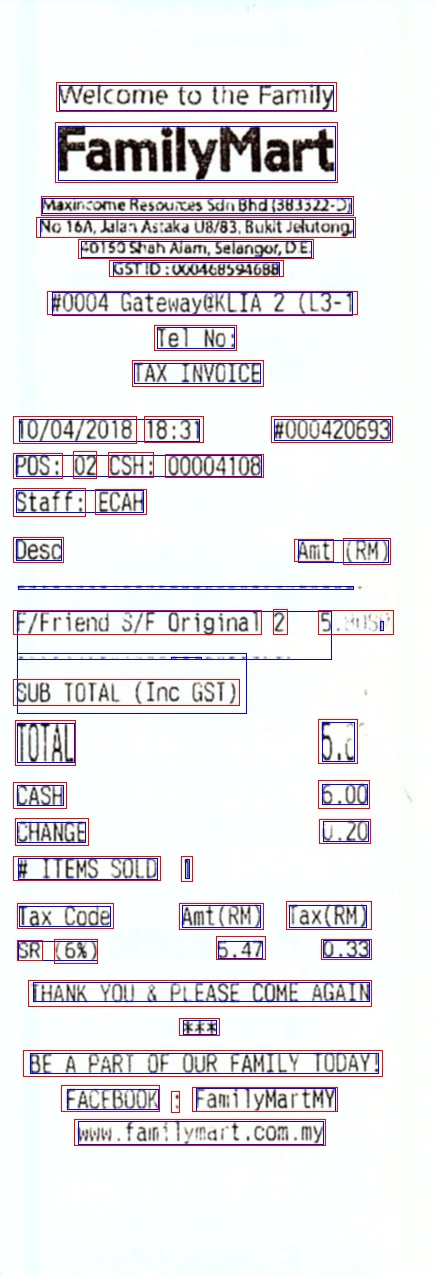 Welcome to the Family
FamilyMart
Maxincome Resources Sdn Bhd (383322-D)
No 16A, Jalan Astaka U8/83, Bukit Jelutong,
40150 Shah Alam, Selangor, D.E.
GST ID : 000468594688
#0004 Gateway@KLIA 2 (L3-1
Tel No:
TAX INVOICE
10/04/2018 18:31 #000420693
POS: 02 CSH: 00004108
Staff: ECAH
Desc Amt (RM)
F/Friend S/F Original 2
SUB TOTAL (Inc GST)
TOTAL
CASH 6.00
CHANGE 0.20
# ITEMS SOLD
Tax Code Amt(RM) Tax(RM)
SR (6%) 5.47 0.33
THANK YOU & PLEASE COME AGAIN
***
BE A PART OF OUR FAMILY TODAY!
FACEBOOK : FamilyMartMY
www.familymart.com.my